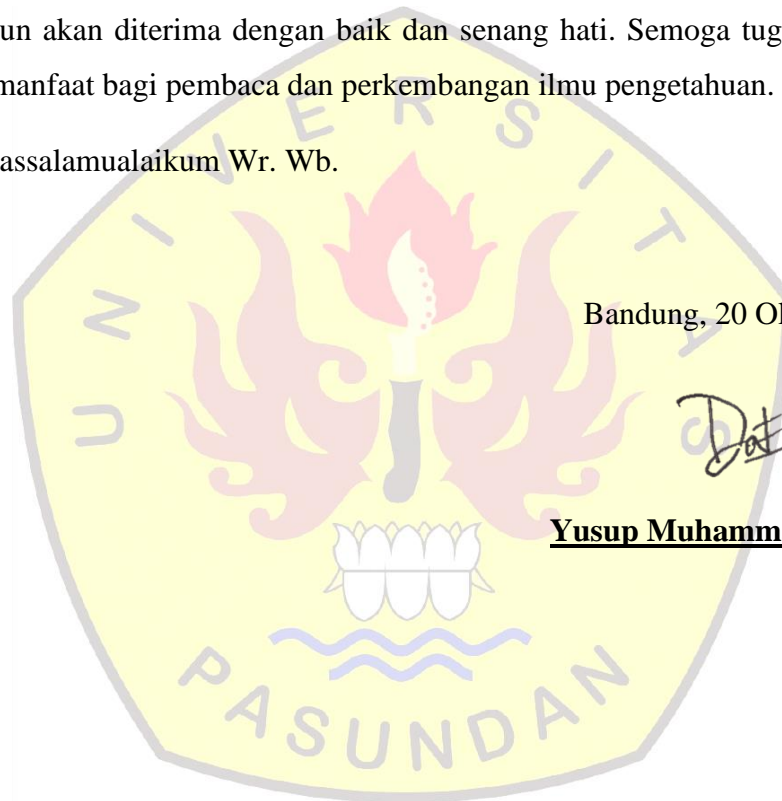 un akan diterima dengan baik dan senang hati. Semoga tug
manfaat bagi pembaca dan perkembangan ilmu pengetahuan.
assalamualaikum Wr. Wb.
Bandung, 20 O
Yusup Muhamm
UNIVERSITAS
PASUNDAN